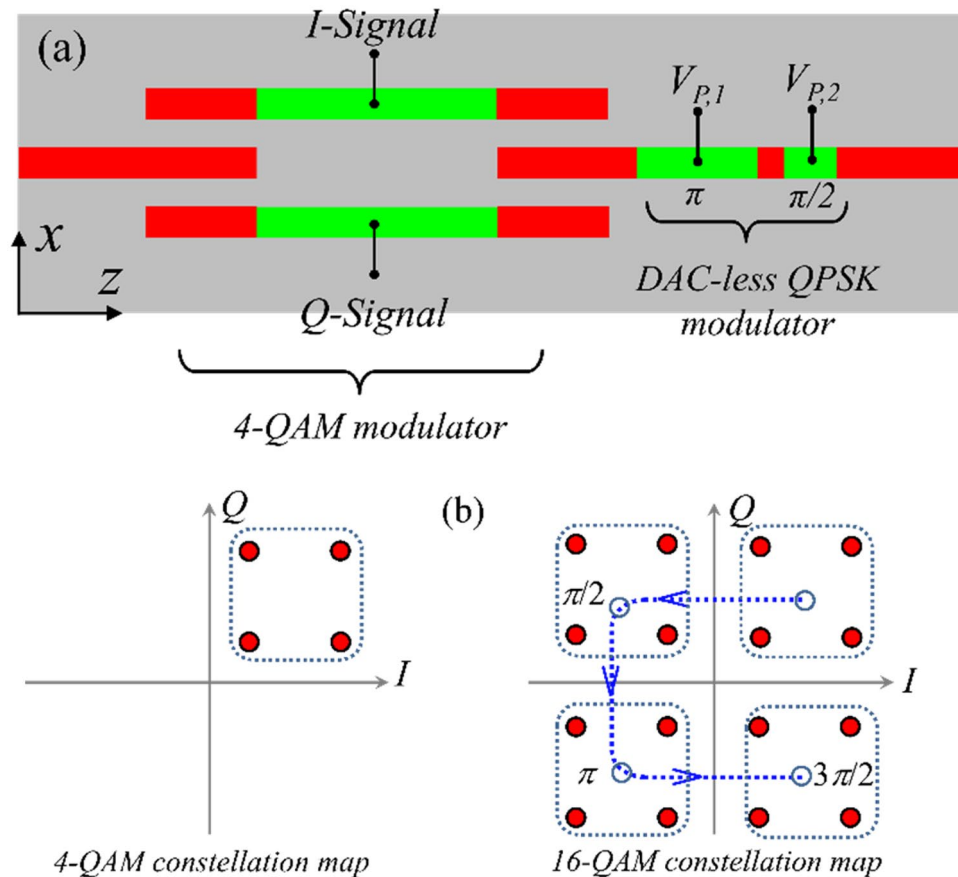 (a)
I-Signal
V_{P,1}
V_{P,2}
π
π/2
x
z
Q-Signal
DAC-less QPSK
modulator
4-QAM modulator
(b)
Q
I
4-QAM constellation map
Q
π/2
I
π
3π/2
16-QAM constellation map